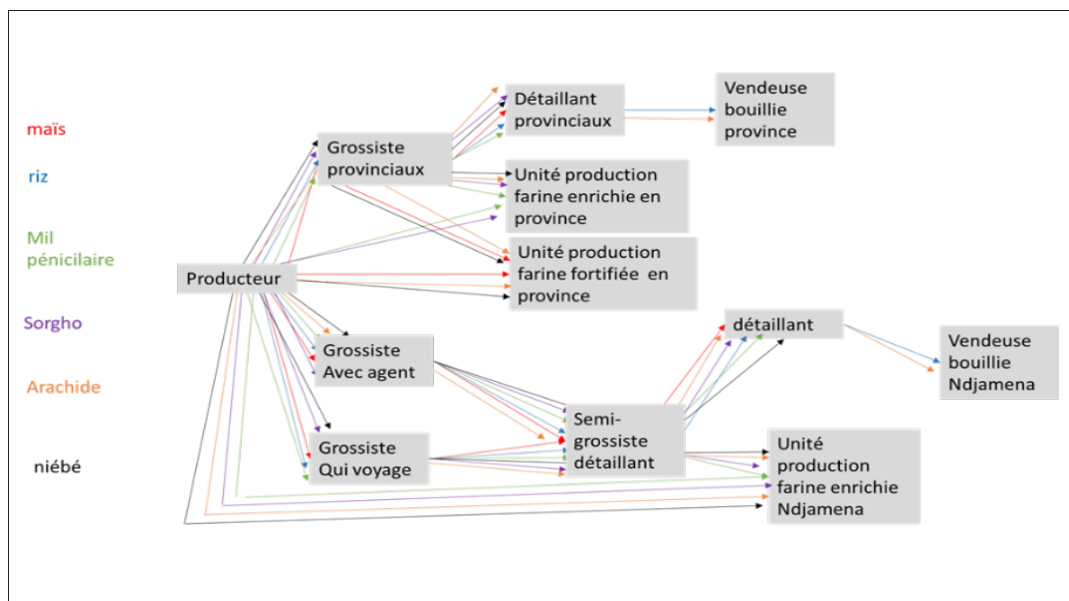 maïs
riz
Mil
pénicilaire
Sorgho
Arachide
niébé
Producteur
Grossiste
provinciaux
Grossiste
Avec agent
Grossiste
Qui voyage
Détaillant
provinciaux
Unité production
farine enrichie en
province
Unité production
farine fortifiée en
province
Semi-
grossiste
détaillant
Vendeuse
bouillie
province
détaillant
Unité
production
farine enrichie
Ndjamena
Vendeuse
bouillie
Ndjamena